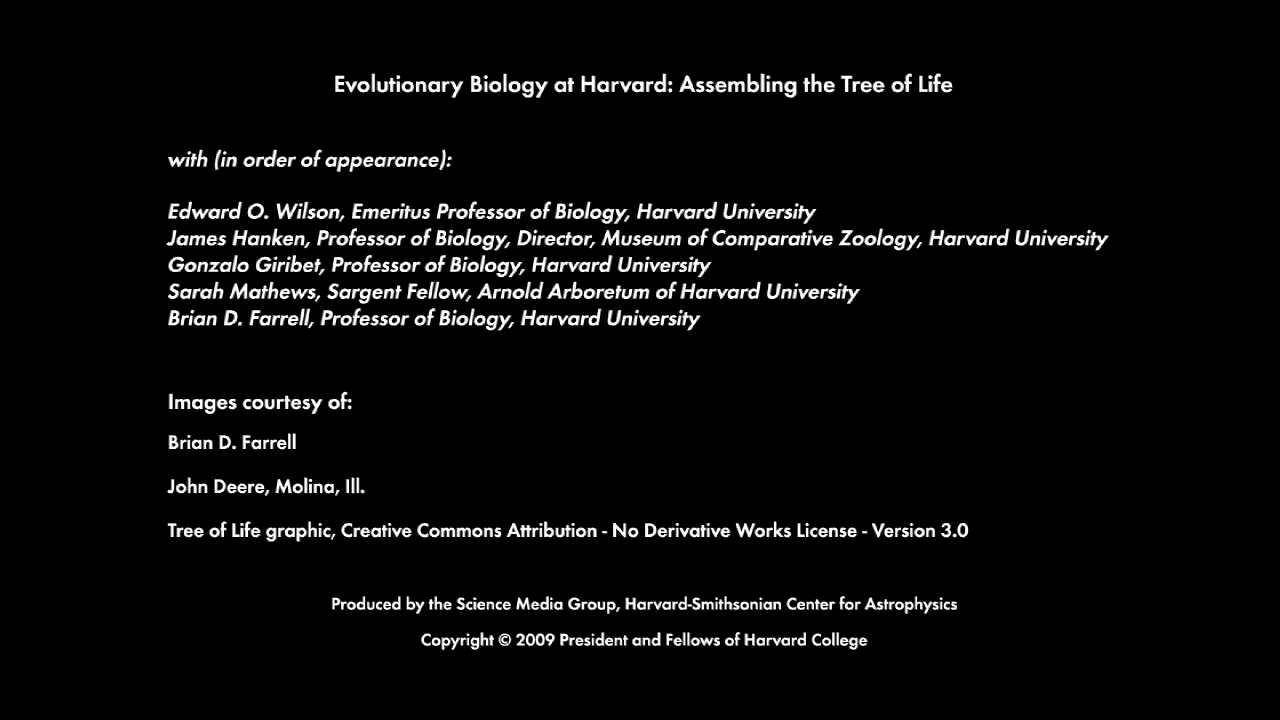 Evolutionary Biology at Harvard: Assembling the Tree of Life
with (in order of appearance):
Edward O. Wilson, Emeritus Professor of Biology, Harvard University
James Hanken, Professor of Biology, Director, Museum of Comparative Zoology, Harvard University
Gonzalo Giribet, Professor of Biology, Harvard University
Sarah Mathews, Sargent Fellow, Arnold Arboretum of Harvard University
Brian D. Farrell, Professor of Biology, Harvard University
Images courtesy of:
Brian D. Farrell
John Deere, Molina, Ill.
Tree of Life graphic, Creative Commons Attribution - No Derivative Works License - Version 3.0
Produced by the Science Media Group, Harvard-Smithsonian Center for Astrophysics
Copyright © 2009 President and Fellows of Harvard College